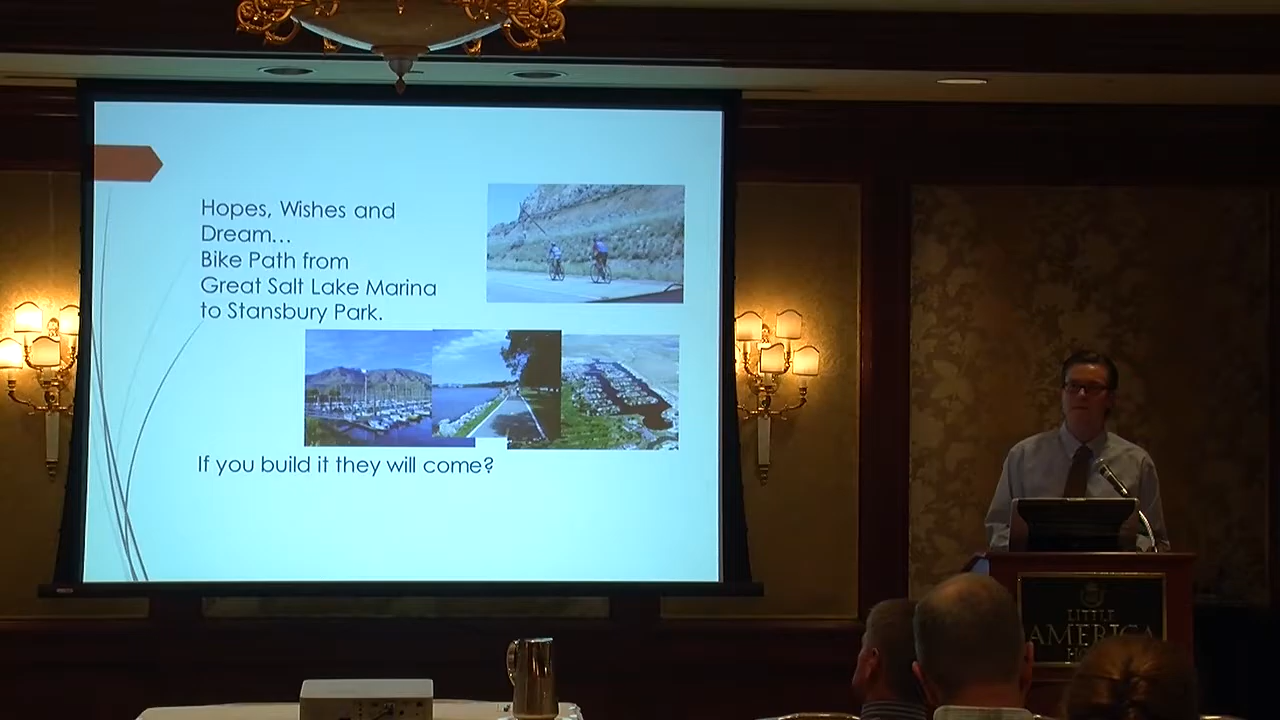 Hopes, Wishes and
Dream...
Bike Path from
Great Salt Lake Marina
to Stansbury Park.
If you build it they will come?
LITTLE
AMERICA